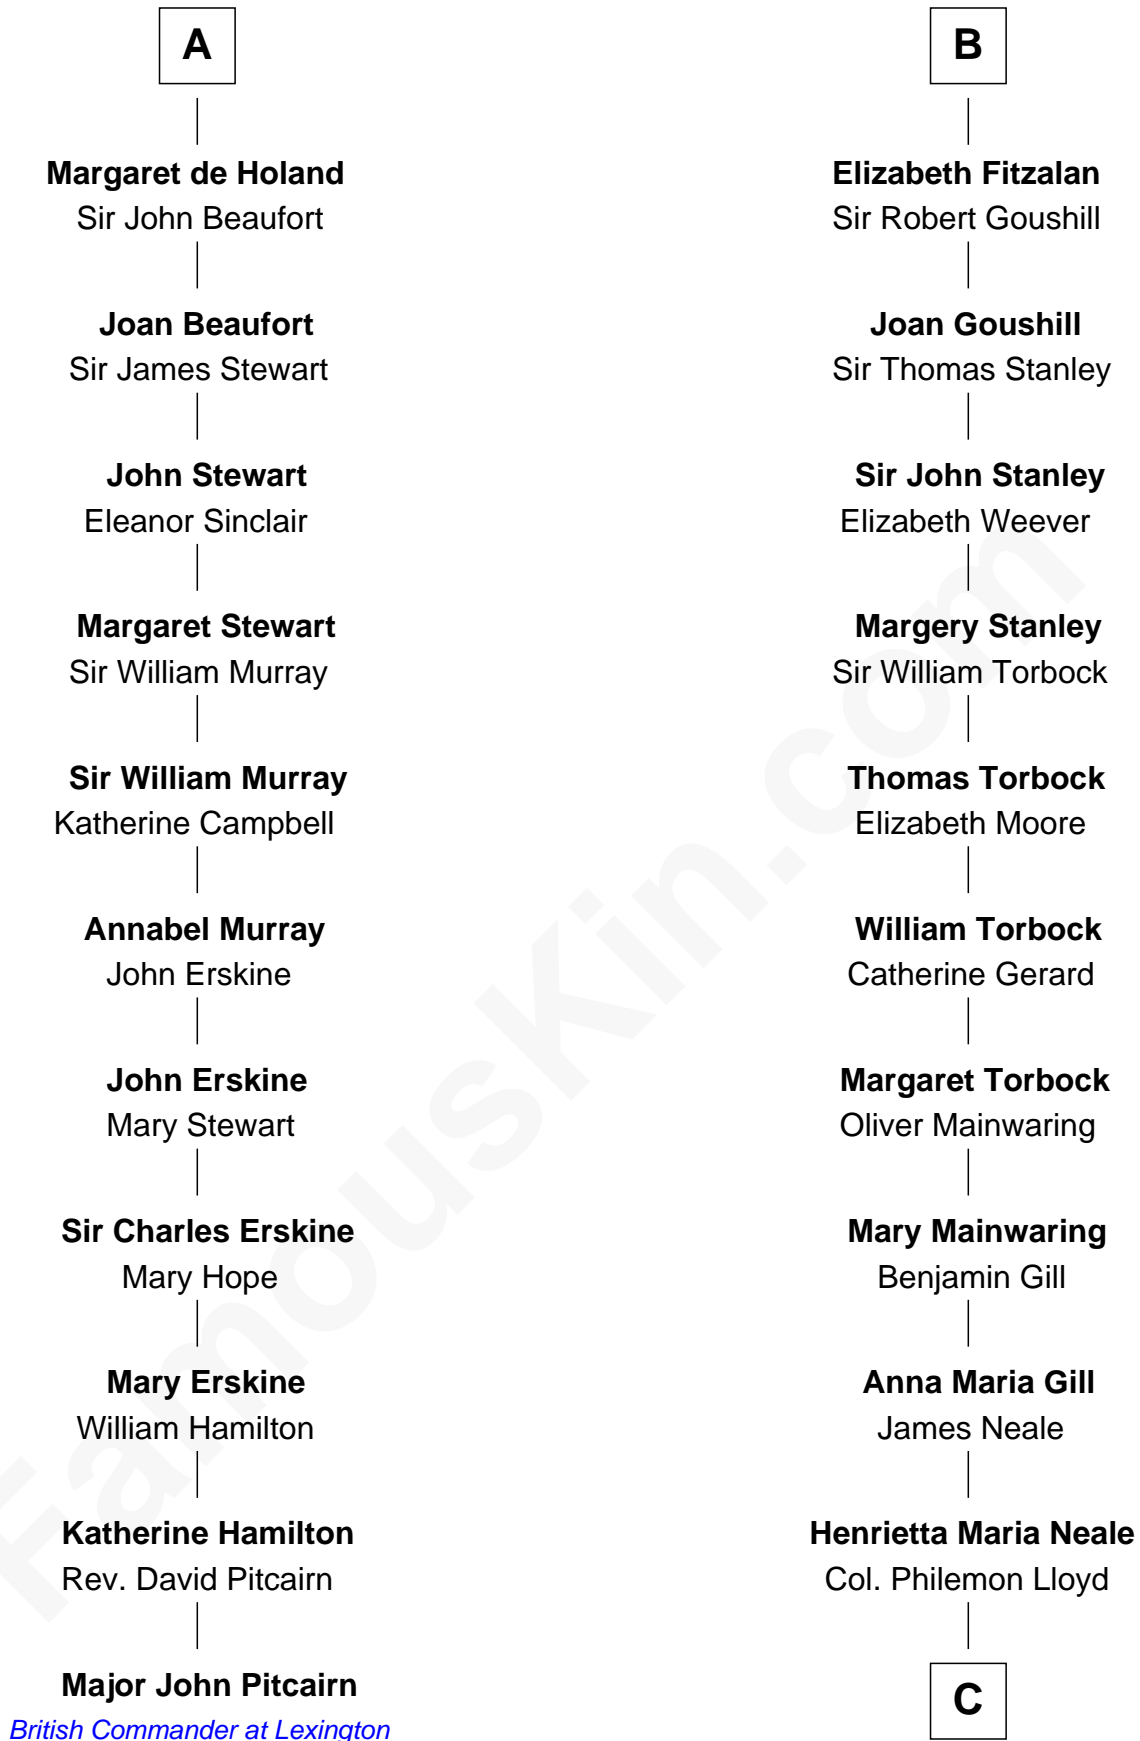 A
Margaret de Holand
Sir John Beaufort
Joan Beaufort
Sir James Stewart
John Stewart
Eleanor Sinclair
Margaret Stewart
Sir William Murray
Sir William Murray
Katherine Campbell
Annabel Murray
John Erskine
John Erskine
Mary Stewart
Sir Charles Erskine
Mary Hope
Mary Erskine
William Hamilton
Katherine Hamilton
Rev. David Pitcairn
Major John Pitcairn
British Commander at Lexington
B
Elizabeth Fitzalan
Sir Robert Goushill
Joan Goushill
Sir Thomas Stanley
Sir John Stanley
Elizabeth Weever
Margery Stanley
Sir William Torbock
Thomas Torbock
Elizabeth Moore
William Torbock
Catherine Gerard
Margaret Torbock
Oliver Mainwaring
Mary Mainwaring
Benjamin Gill
Anna Maria Gill
James Neale
Henrietta Maria Neale
Col. Philemon Lloyd
C
FamousKin.com